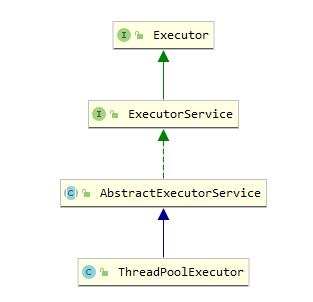 I Executor
I ExecutorService
C AbstractExecutorService
C ThreadPoolExecutor